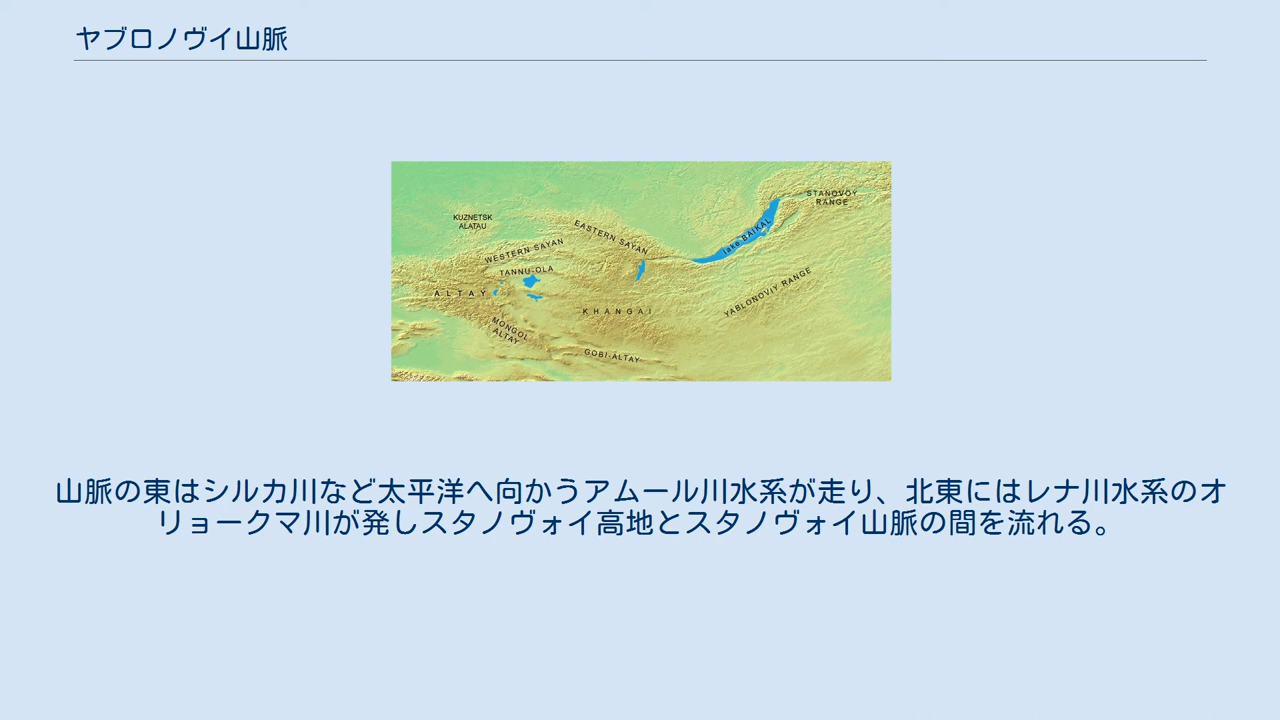 ヤブロノヴイ山脈
STANOVOY
RANGE
KUZNETSK
ALATAU
EASTERN SAYAN
lake BAIKAL
WESTERN SAYAN
TANNU-OLA
ALTAY
YABLONOVIY RANGE
KHANGAI
MONGOL
ALTAY
GOBI-ALTAY
山脈の東はシルカ川など太平洋へ向かうアムール川水系が走り、北東にはレナ川水系のオ
リョークマ川が発しスタノヴォイ高地とスタノヴォイ山脈の間を流れる。